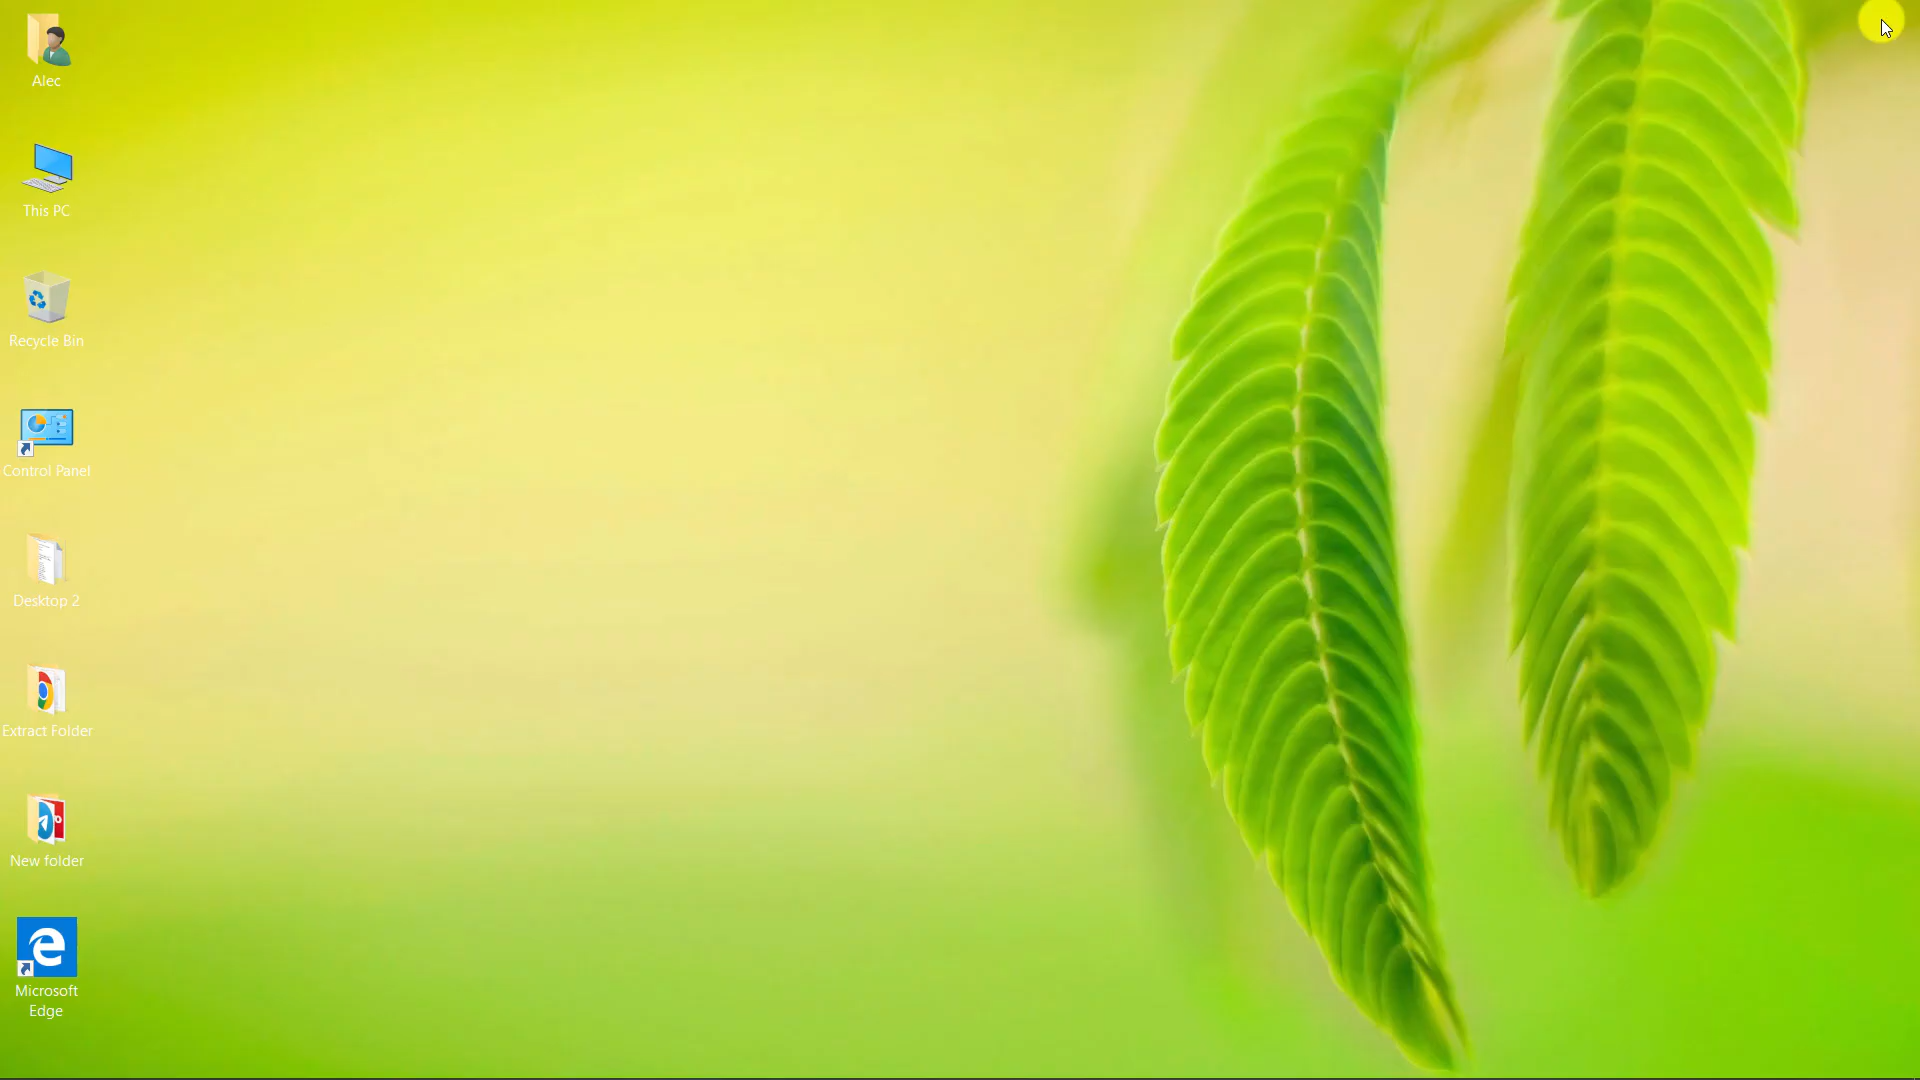 Alec
This PC
Recycle Bin
Control Panel
Desktop 2
Extract Folder
New folder
Microsoft
Edge